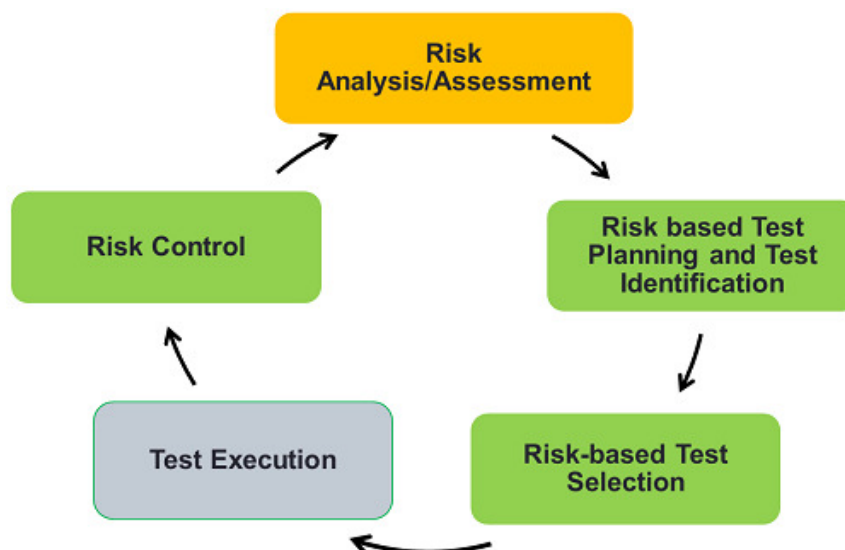 Risk
Analysis/Assessment
Risk based Test
Planning and Test
Identification
Risk-based Test
Selection
Test Execution
Risk Control